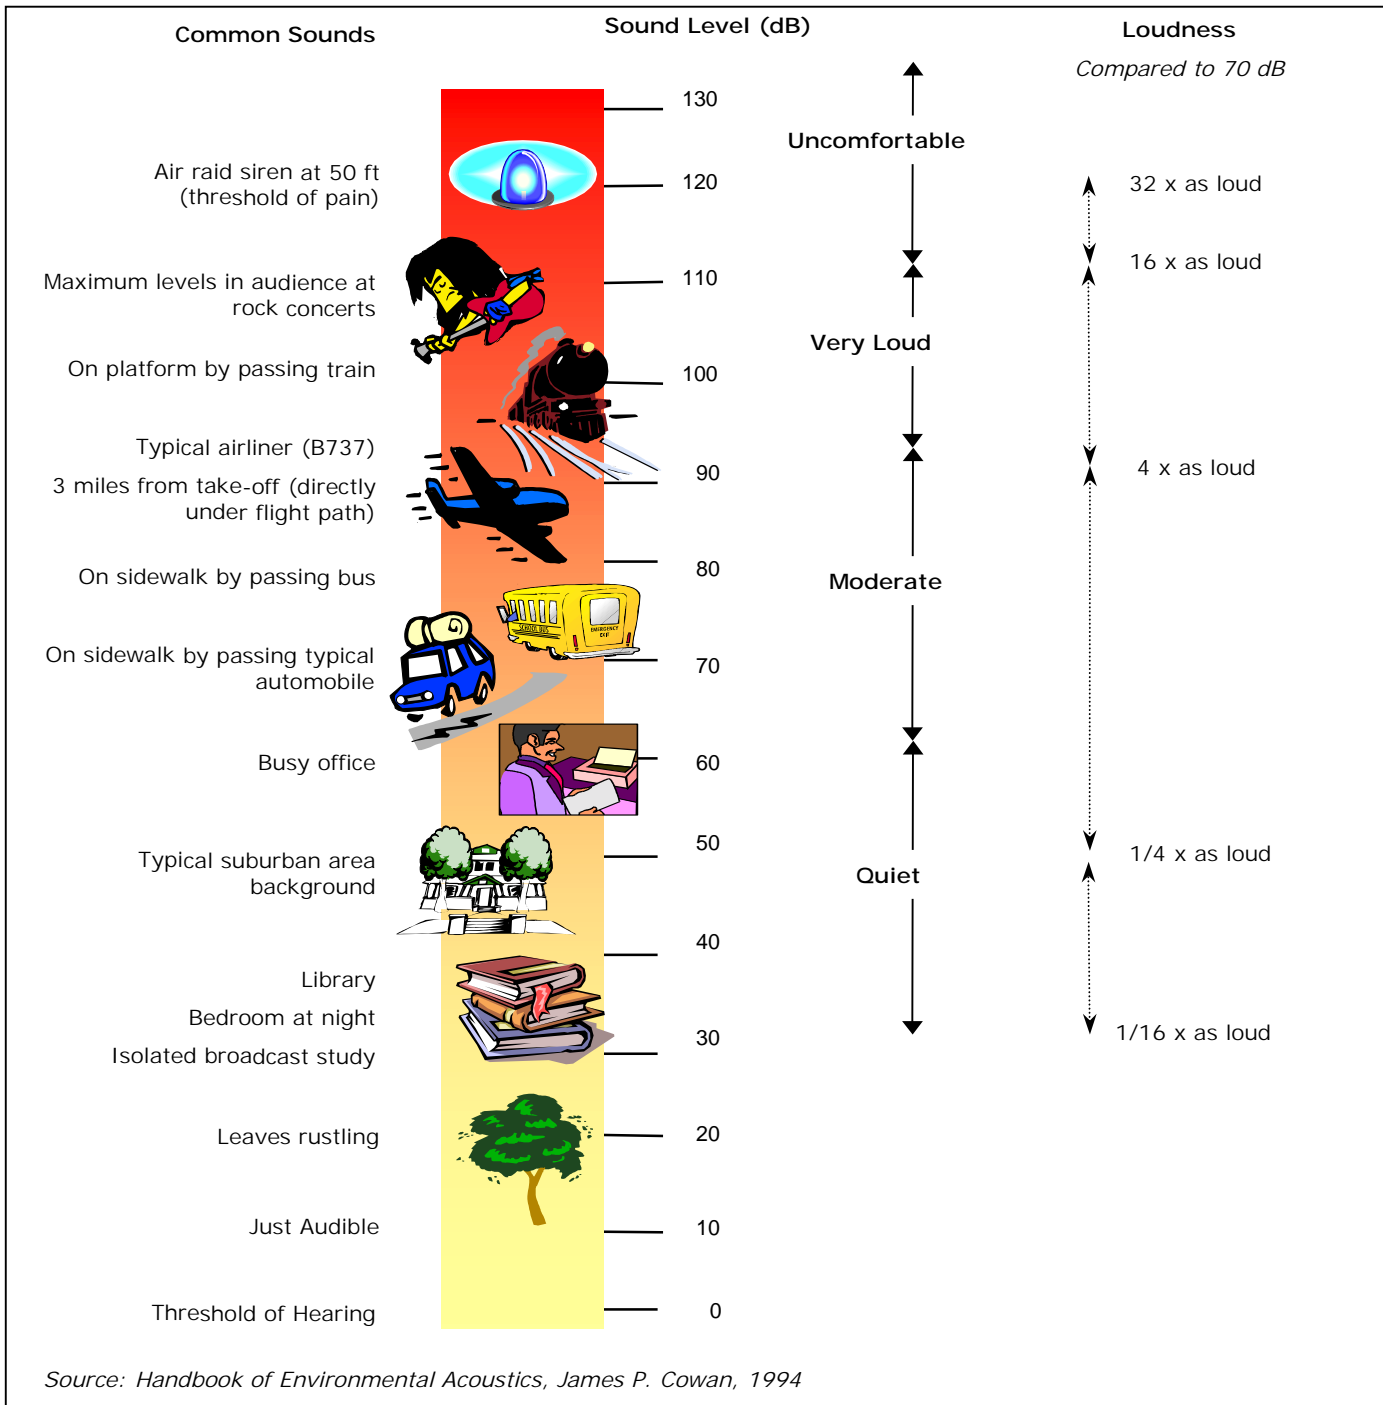 Common Sounds
Sound Level (dB)
Loudness
Compared to 70 dB
130
Uncomfortable
Air raid siren at 50 ft
(threshold of pain)
120
32 x as loud
16 x as loud
Maximum levels in audience at
rock concerts
110
Very Loud
On platform by passing train
100
Typical airliner (B737)
3 miles from take-off (directly
under flight path)
90
4 x as loud
On sidewalk by passing bus
80
Moderate
SCHOOL BUS
EMERGENCY
EXIT
On sidewalk by passing typical
automobile
70
Busy office
60
50
Typical suburban area
background
1/4 x as loud
Quiet
40
Library
Bedroom at night
Isolated broadcast study
30
1/16 x as loud
Leaves rustling
20
Just Audible
10
Threshold of Hearing
0
Source: Handbook of Environmental Acoustics, James P. Cowan, 1994